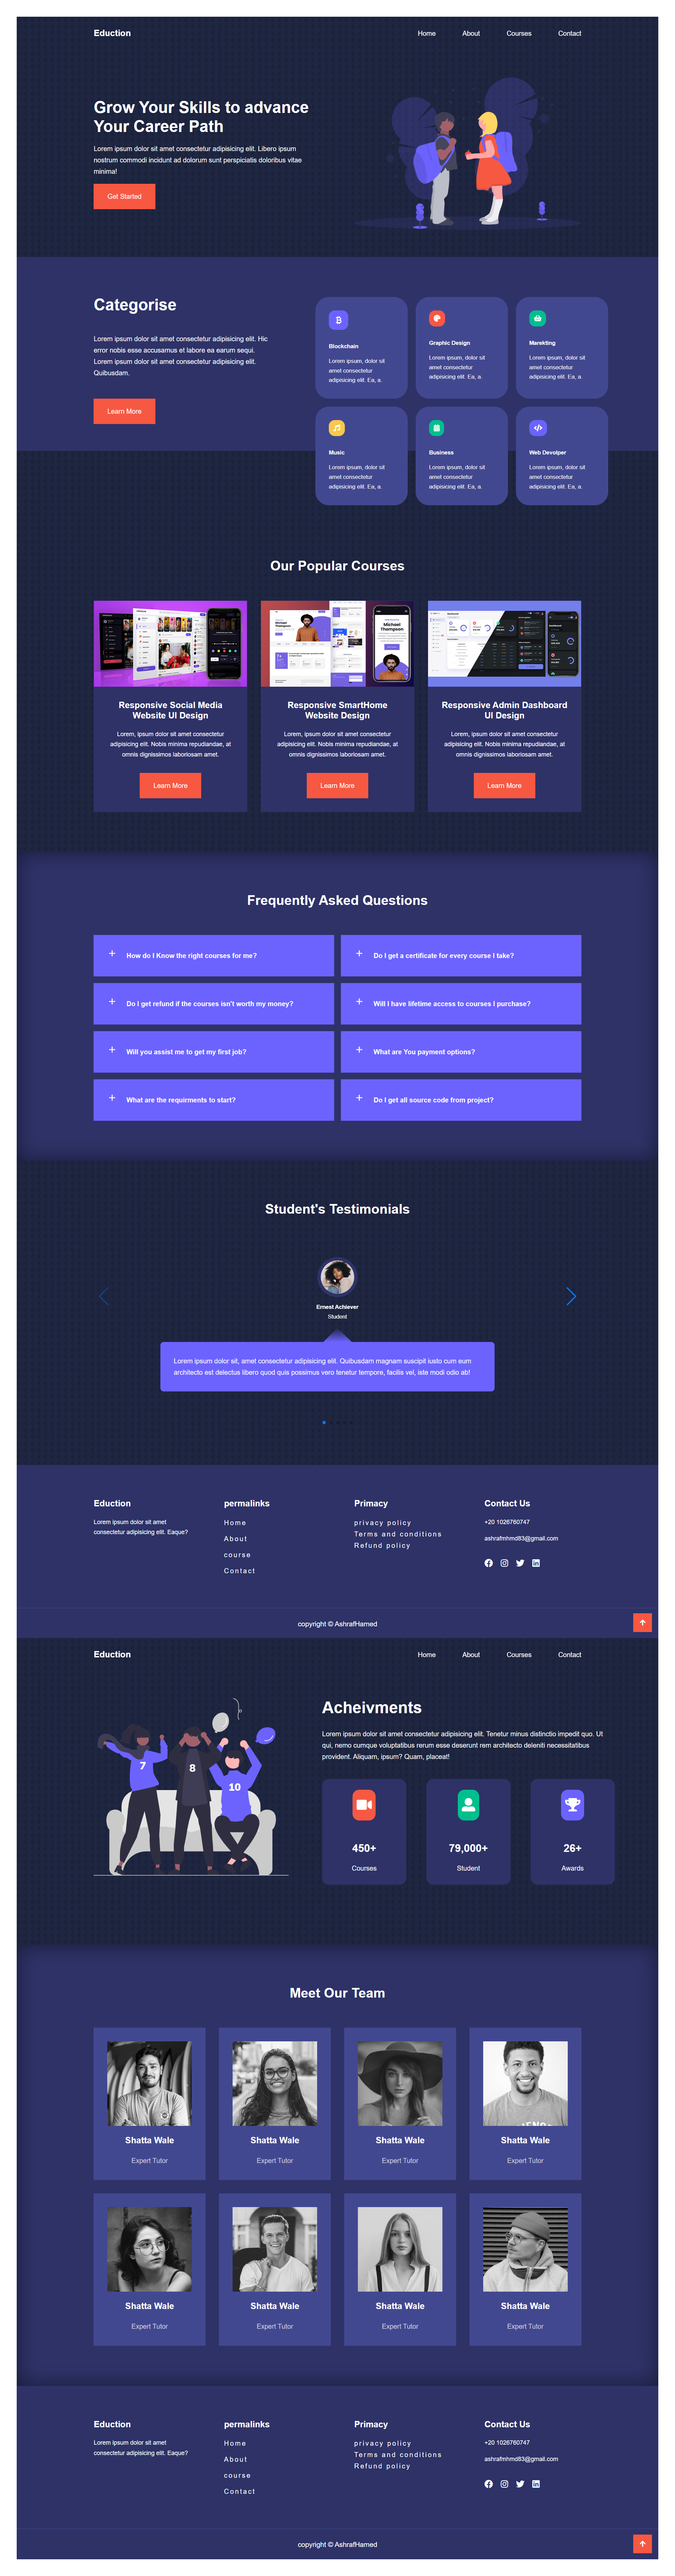 Eduction
Home About Courses Contact
Grow Your Skills to advance
Your Career Path
Lorem ipsum dolor sit amet consectetur adipisicing elit. Libero ipsum
nostrum commodi incidunt ad dolorum sunt perspiciatis doloribus vitae
minima!
Get Started
Categorise
Lorem ipsum dolor sit amet consectetur adipisicing elit. Hic
error nobis esse accusamus et labore ea earum sequi.
Lorem ipsum dolor sit amet consectetur adipisicing elit.
Quibusdam.
Learn More
Blockchain
Lorem ipsum, dolor sit
amet consectetur
adipisicing elit. Ea, a.
Graphic Design
Lorem ipsum, dolor sit
amet consectetur
adipisicing elit. Ea, a.
Marekting
Lorem ipsum, dolor sit
amet consectetur
adipisicing elit. Ea, a.
Music
Lorem ipsum, dolor sit
amet consectetur
adipisicing elit. Ea, a.
Business
Lorem ipsum, dolor sit
amet consectetur
adipisicing elit. Ea, a.
Web Devolper
Lorem ipsum, dolor sit
amet consectetur
adipisicing elit. Ea, a.
Our Popular Courses
Michael
Thompson
Michael
Thompson
Responsive Social Media
Website UI Design
Lorem, ipsum dolor sit amet consectetur
adipisicing elit. Nobis minima repudiandae, at
omnis dignissimos laboriosam amet.
Learn More
Responsive SmartHome
Website Design
Lorem, ipsum dolor sit amet consectetur
adipisicing elit. Nobis minima repudiandae, at
omnis dignissimos laboriosam amet.
Learn More
Responsive Admin Dashboard
UI Design
Lorem, ipsum dolor sit amet consectetur
adipisicing elit. Nobis minima repudiandae, at
omnis dignissimos laboriosam amet.
Learn More
Frequently Asked Questions
+ How do I Know the right courses for me?
+ Do I get a certificate for every course I take?
+ Do I get refund if the courses isn't worth my money?
+ Will I have lifetime access to courses I purchase?
+ Will you assist me to get my first job?
+ What are You payment options?
+ What are the requirments to start?
+ Do I get all source code from project?
Student's Testimonials
Ernest Achiever
Student
Lorem ipsum dolor sit, amet consectetur adipisicing elit. Quibusdam magnam suscipit iusto cum eum
architecto est delectus libero quod quis possimus vero tenetur tempore, facilis vel, iste modi odio ab!
Eduction
Lorem ipsum dolor sit amet
consectetur adipisicing elit. Eaque?
permalinks
Home
About
course
Contact
Primacy
privacy policy
Terms and conditions
Refund policy
Contact Us
+20 1026760747
ashrafmhmd83@gmail.com
copyright © AshrafHamed
Eduction
Home About Courses Contact
7
8
10
Acheivments
Lorem ipsum dolor sit amet consectetur adipisicing elit. Tenetur minus distinctio impedit quo. Ut
qui, nemo cumque voluptatibus rerum esse deserunt rem architecto deleniti necessitatibus
provident. Aliquam, ipsum? Quam, placeat!
450+
Courses
79,000+
Student
26+
Awards
Meet Our Team
Shatta Wale
Expert Tutor
Shatta Wale
Expert Tutor
Shatta Wale
Expert Tutor
Shatta Wale
Expert Tutor
Shatta Wale
Expert Tutor
Shatta Wale
Expert Tutor
Shatta Wale
Expert Tutor
Shatta Wale
Expert Tutor
Eduction
Lorem ipsum dolor sit amet
consectetur adipisicing elit. Eaque?
permalinks
Home
About
course
Contact
Primacy
privacy policy
Terms and conditions
Refund policy
Contact Us
+20 1026760747
ashrafmhmd83@gmail.com
copyright © AshrafHamed